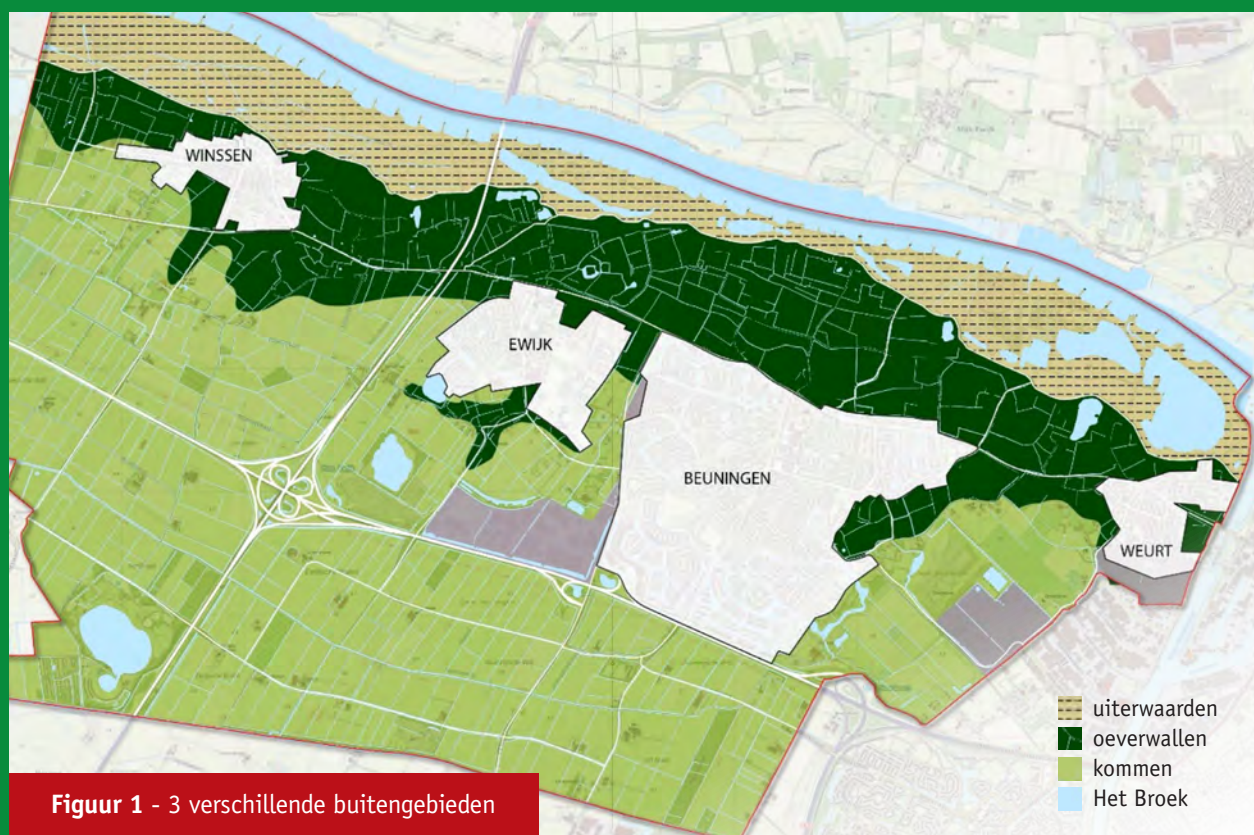 WINSSEN
EWIJK
BEUNINGEN
WEURT
uiterwaarden
oeverwallen
kommen
Het Broek
Figuur 1 - 3 verschillende buitengebieden